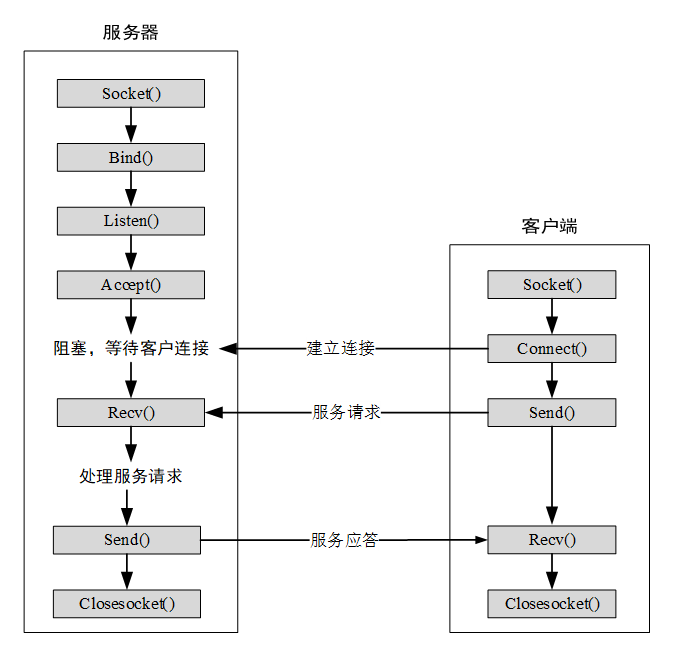 服务器
Socket()
Bind()
Listen()
Accept()
阻塞，等待客户连接
Recv()
处理服务请求
Send()
Closesocket()
建立连接
服务请求
服务应答
客户端
Socket()
Connect()
Send()
Recv()
Closesocket()